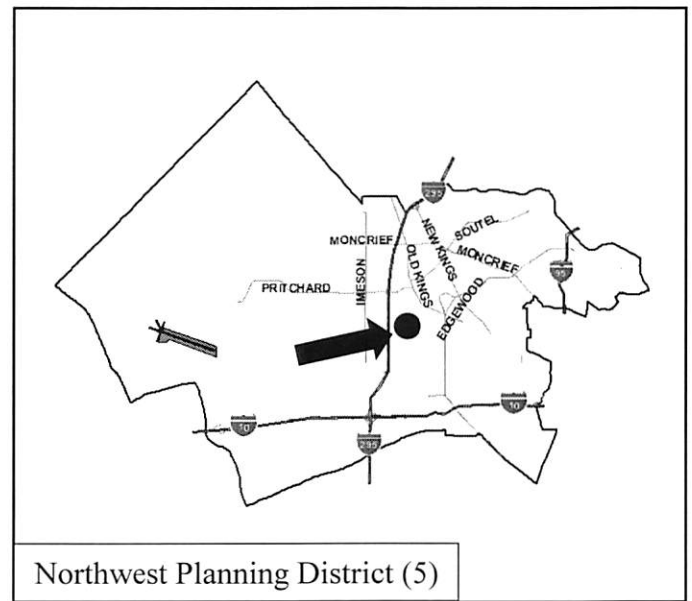 295
SOUTEL
NEW KINGS
MONCRIEF
MONCRIEF
OLD KINGS
IMESON
95
PRITCHARD
EDGEWOOD
10
10
295
Northwest Planning District (5)